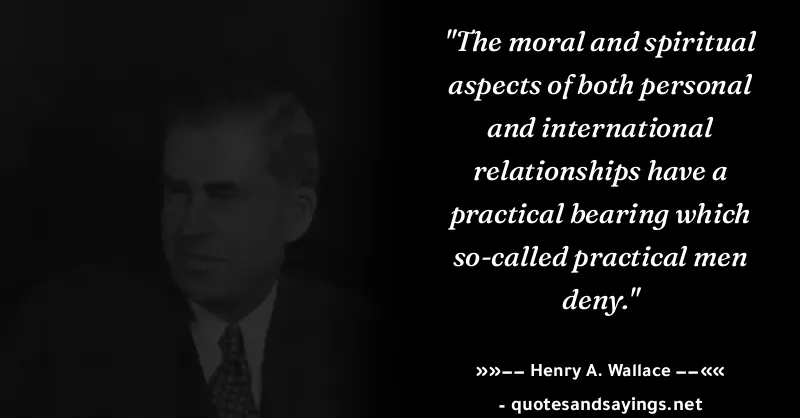 "The moral and spiritual
aspects of both personal
and international
relationships have a
practical bearing which
so-called practical men
deny."
»»—— Henry A. Wallace ——««
- quotesandsayings.net